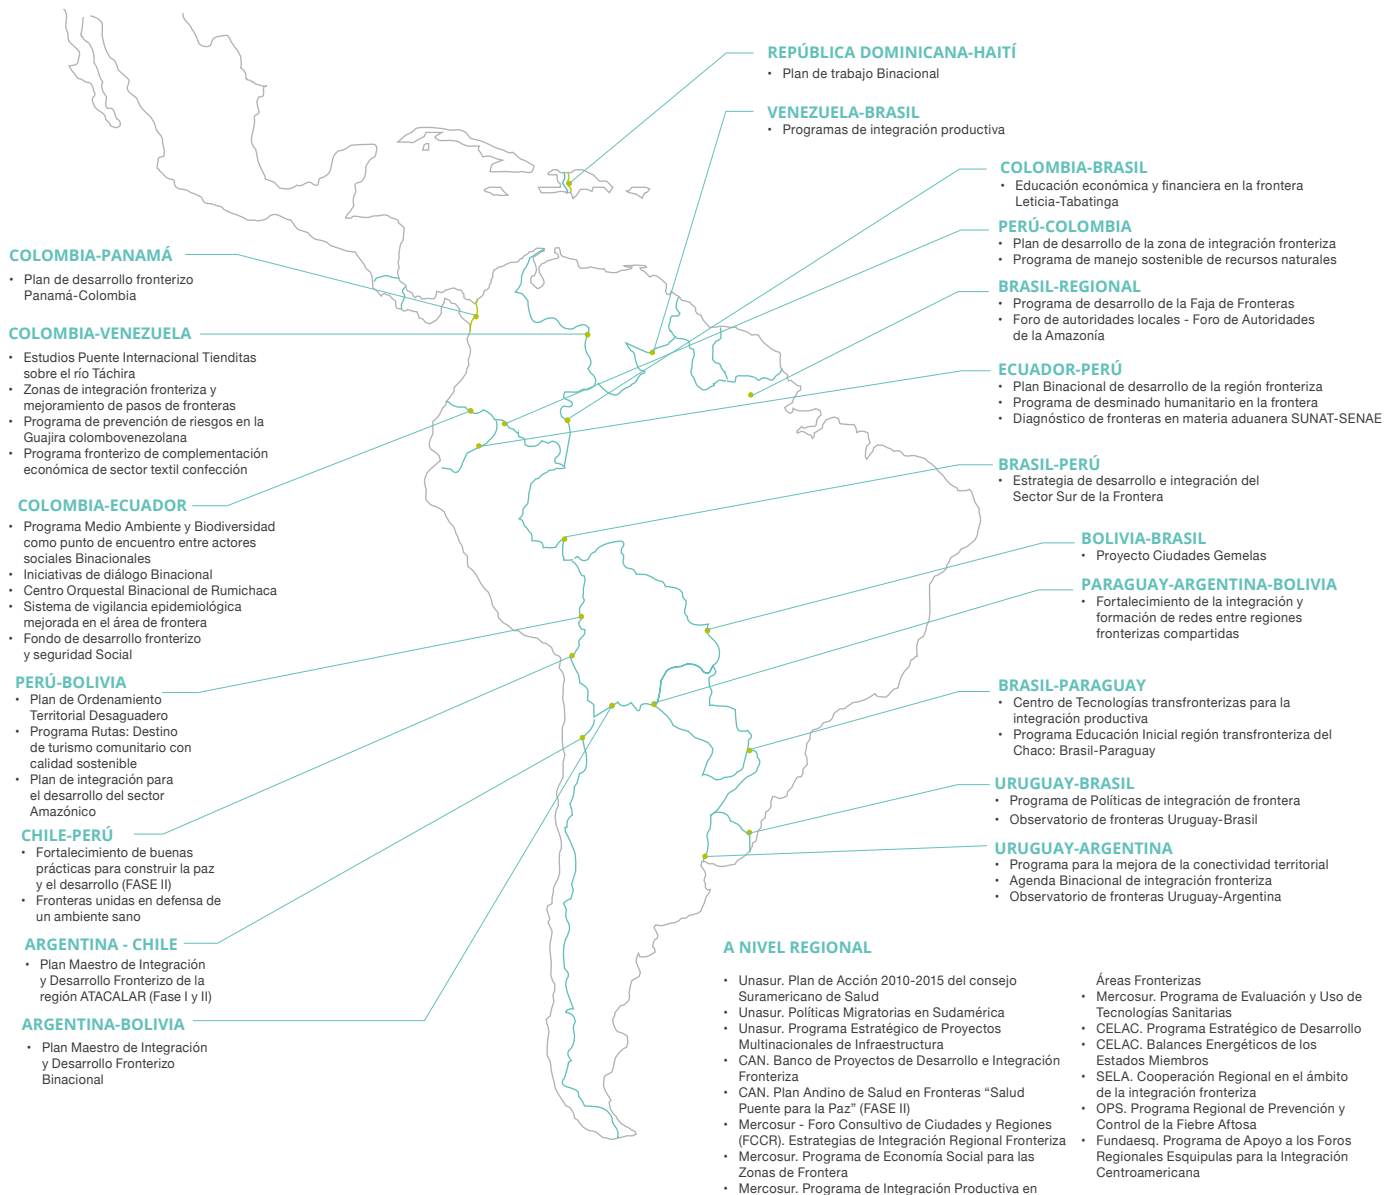 REPÚBLICA DOMINICANA-HAITÍ
• Plan de trabajo Binacional
VENEZUELA-BRASIL
• Programas de integración productiva
COLOMBIA-BRASIL
• Educación económica y financiera en la frontera
Leticia-Tabatinga
PERÚ-COLOMBIA
• Plan de desarrollo de la zona de integración fronteriza
• Programa de manejo sostenible de recursos naturales
BRASIL-REGIONAL
• Programa de desarrollo de la Faja de Fronteras
• Foro de autoridades locales - Foro de Autoridades
de la Amazonía
ECUADOR-PERÚ
• Plan Binacional de desarrollo de la región fronteriza
• Programa de desminado humanitario en la frontera
• Diagnóstico de fronteras en materia aduanera SUNAT-SENAE
BRASIL-PERÚ
• Estrategia de desarrollo e integración del
Sector Sur de la Frontera
BOLIVIA-BRASIL
• Proyecto Ciudades Gemelas
PARAGUAY-ARGENTINA-BOLIVIA
• Fortalecimiento de la integración y
formación de redes entre regiones
fronterizas compartidas
BRASIL-PARAGUAY
• Centro de Tecnologías transfronterizas para la
integración productiva
• Programa Educación Inicial región transfronteriza del
Chaco: Brasil-Paraguay
URUGUAY-BRASIL
• Programa de Políticas de integración de frontera
• Observatorio de fronteras Uruguay-Brasil
URUGUAY-ARGENTINA
• Programa para la mejora de la conectividad territorial
• Agenda Binacional de integración fronteriza
• Observatorio de fronteras Uruguay-Argentina
COLOMBIA-PANAMÁ
• Plan de desarrollo fronterizo
Panamá-Colombia
COLOMBIA-VENEZUELA
• Estudios Puente Internacional Tienditas
sobre el río Táchira
• Zonas de integración fronteriza y
mejoramiento de pasos de fronteras
• Programa de prevención de riesgos en la
Guajira colombovenezolana
• Programa fronterizo de complementación
económica de sector textil confección
COLOMBIA-ECUADOR
• Programa Medio Ambiente y Biodiversidad
como punto de encuentro entre actores
sociales Binacionales
• Iniciativas de diálogo Binacional
• Centro Orquestal Binacional de Rumichaca
• Sistema de vigilancia epidemiológica
mejorada en el área de frontera
• Fondo de desarrollo fronterizo
y seguridad Social
PERÚ-BOLIVIA
• Plan de Ordenamiento
Territorial Desaguadero
• Programa Rutas: Destino
de turismo comunitario con
calidad sostenible
• Plan de integración para
el desarrollo del sector
Amazónico
CHILE-PERÚ
• Fortalecimiento de buenas
prácticas para construir la paz
y el desarrollo (FASE II)
• Fronteras unidas en defensa de
un ambiente sano
ARGENTINA - CHILE
• Plan Maestro de Integración
y Desarrollo Fronterizo de la
región ATACALAR (Fase I y II)
ARGENTINA-BOLIVIA
• Plan Maestro de Integración
y Desarrollo Fronterizo
Binacional
A NIVEL REGIONAL
• Unasur. Plan de Acción 2010-2015 del consejo
Suramericano de Salud
• Unasur. Políticas Migratorias en Sudamérica
• Unasur. Programa Estratégico de Proyectos
Multinacionales de Infraestructura
• CAN. Banco de Proyectos de Desarrollo e Integración
Fronteriza
• CAN. Plan Andino de Salud en Fronteras “Salud
Puente para la Paz” (FASE II)
• Mercosur - Foro Consultivo de Ciudades y Regiones
(FCCR). Estrategias de Integración Regional Fronteriza
• Mercosur. Programa de Economía Social para las
Zonas de Frontera
• Mercosur. Programa de Integración Productiva en
Áreas Fronterizas
• Mercosur. Programa de Evaluación y Uso de
Tecnologías Sanitarias
• CELAC. Programa Estratégico de Desarrollo
• CELAC. Balances Energéticos de los
Estados Miembros
• SELA. Cooperación Regional en el ámbito
de la integración fronteriza
• OPS. Programa Regional de Prevención y
Control de la Fiebre Aftosa
• Fundaesq. Programa de Apoyo a los Foros
Regionales Esquipulas para la Integración
Centroamericana